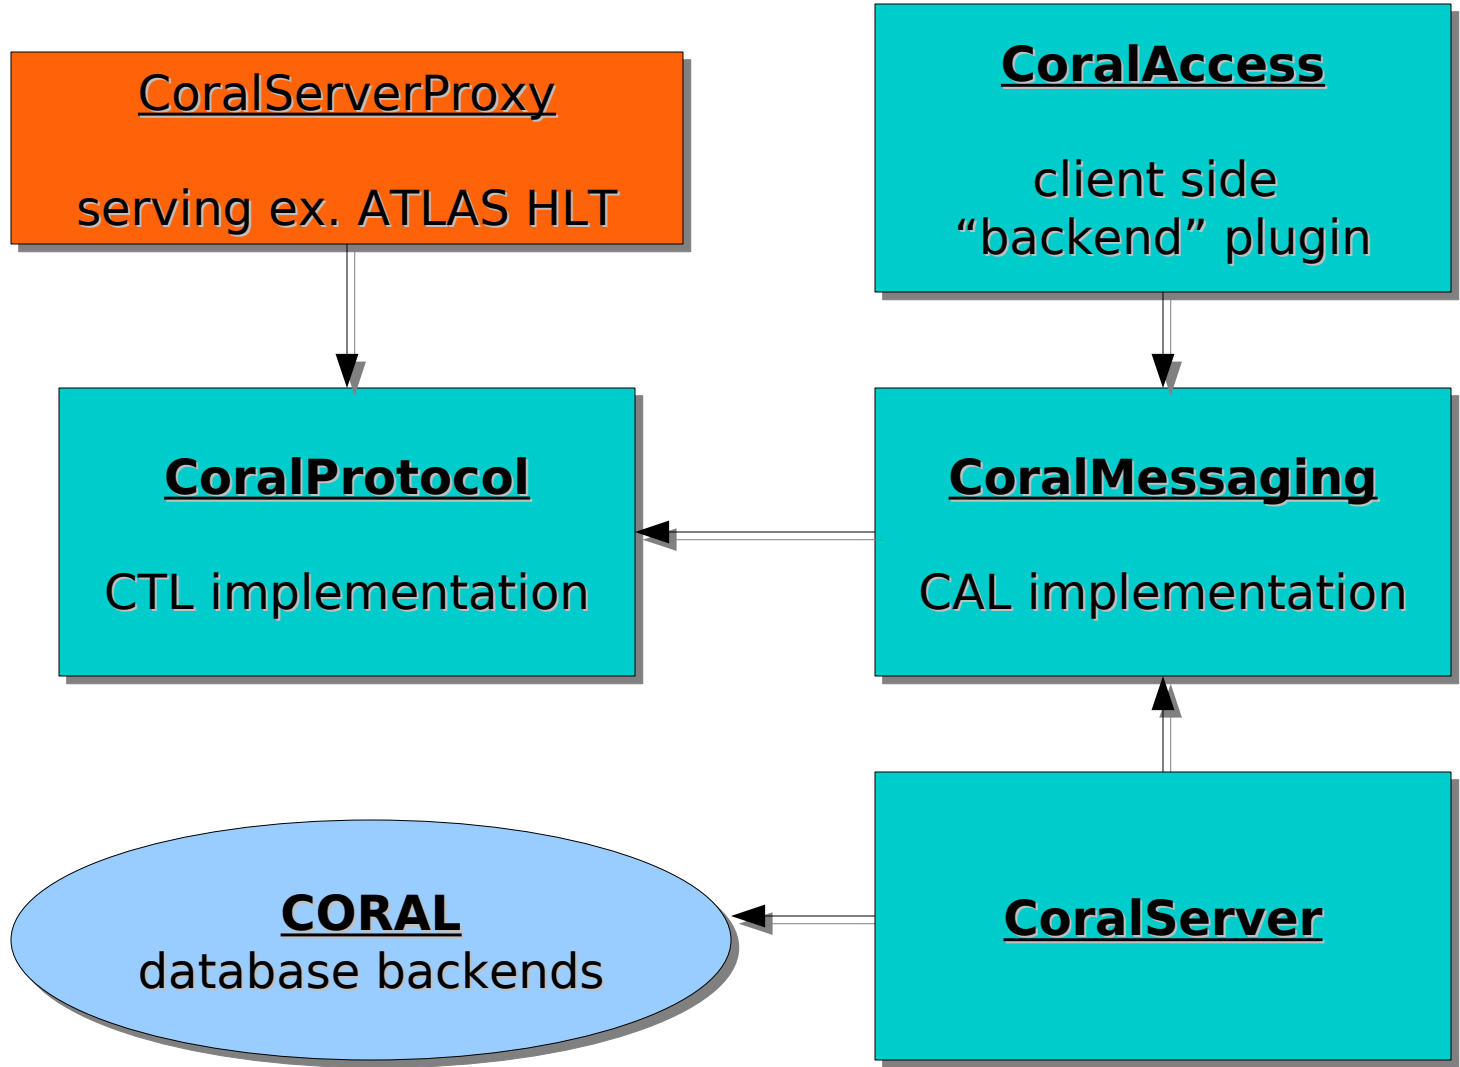 CoralServerProxy
serving ex. ATLAS HLT
CoralAccess
client side
“backend” plugin
CoralProtocol
CTL implementation
CoralMessaging
CAL implementation
CORAL
database backends
CoralServer